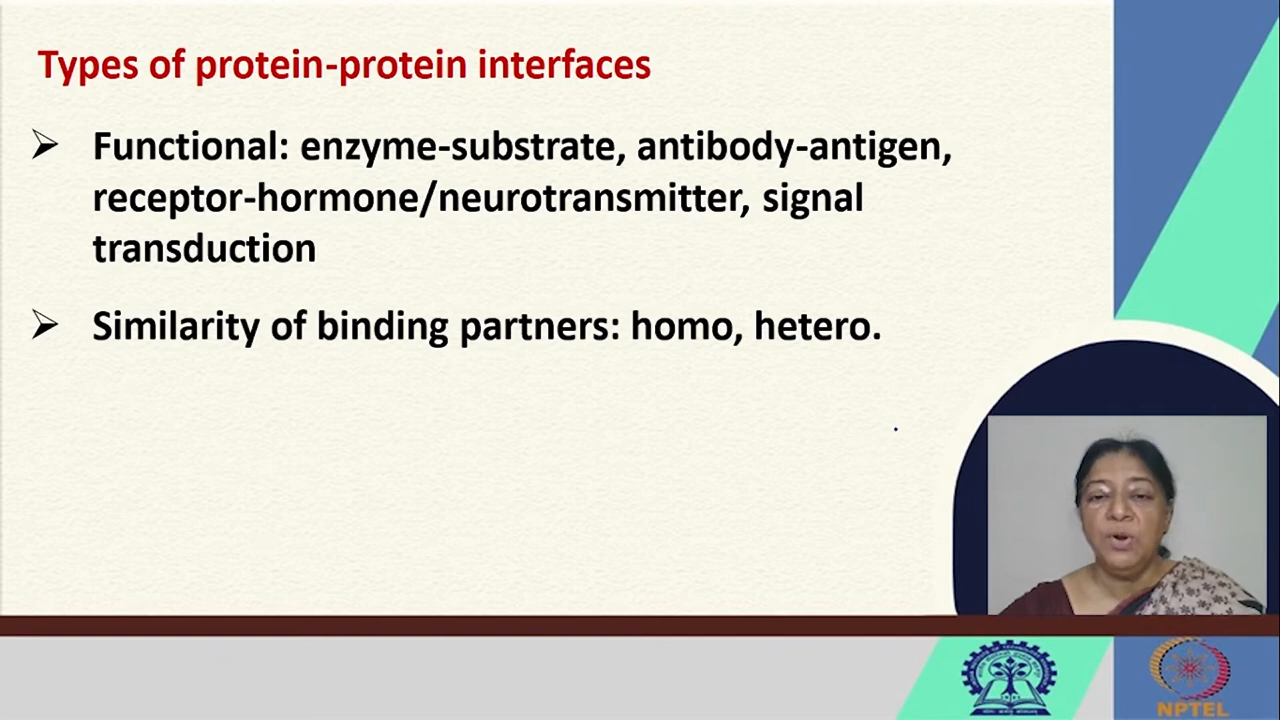 Types of protein-protein interfaces
➢ Functional: enzyme-substrate, antibody-antigen,
receptor-hormone/neurotransmitter, signal
transduction
➢ Similarity of binding partners: homo, hetero.
NPTEL